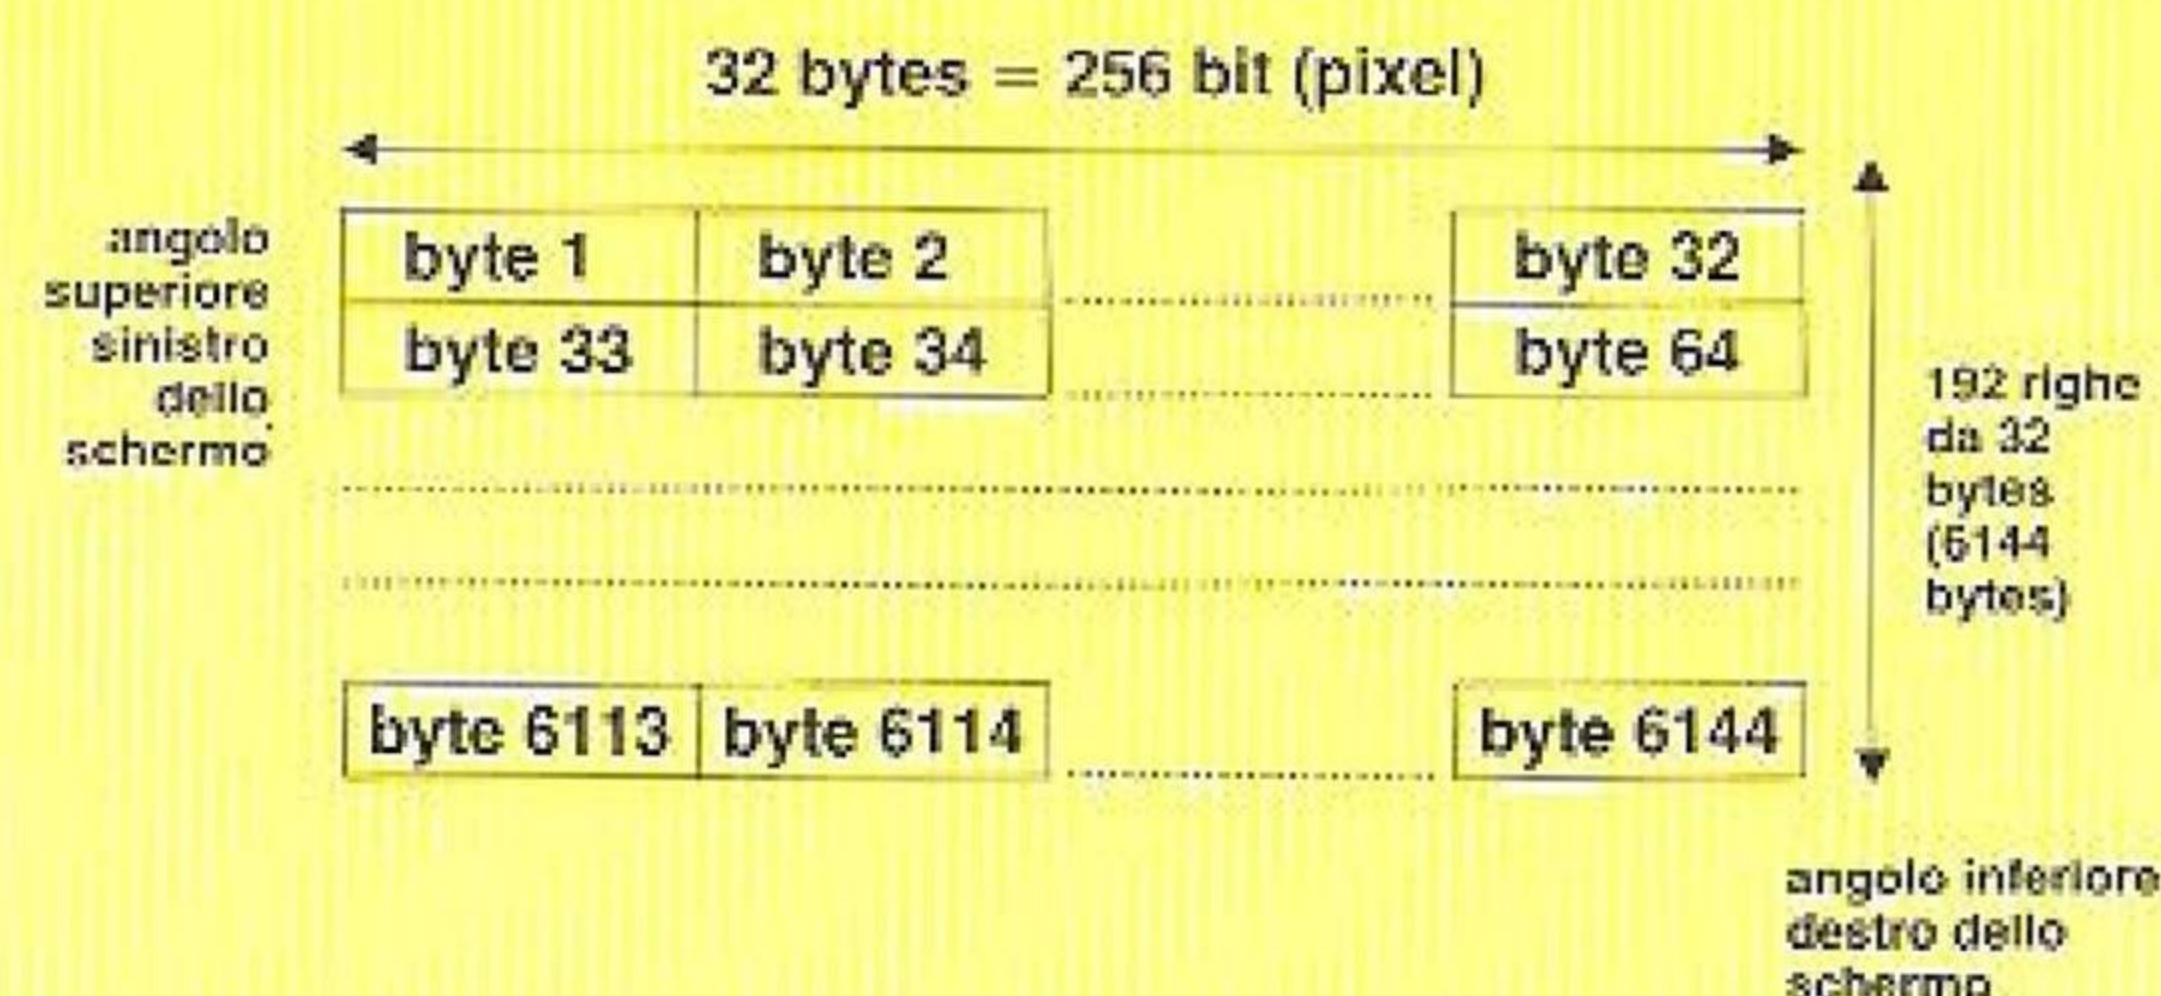 32 bytes = 256 bit (pixel)
angolo
superiore
sinistro
dello
schermo
byte 1 byte 2 byte 32
byte 33 byte 34 byte 64
192 righe
da 32
bytes
(6144
bytes)
byte 6113 byte 6114 byte 6144
angolo inferiore
destro dello
schermo